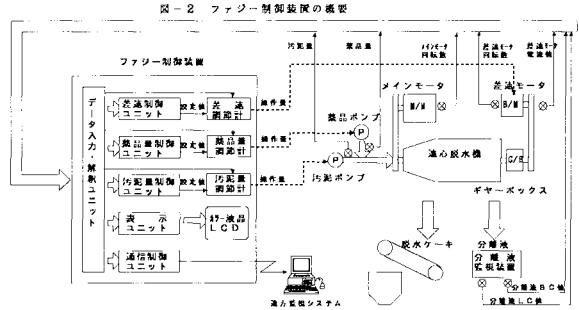 図－2 ファジー制御装置の概要
汚泥量
薬品量
メインモータ
回転数
差速モータ
回転数
差速モータ
電流値
ファジー制御装置
メインモータ
差速モータ
データ入力・解釈ユニット
差速制御
ユニット
設定値
差速
調節計
操作量
M/M
B/M
薬品ポンプ
P
薬品量制御
ユニット
設定値
薬品量
調節計
操作量
P
遠心脱水機
G/B
汚泥ポンプ
ギヤーボックス
汚泥量制御
ユニット
設定値
汚泥量
調節計
操作量
表示
ユニット
カラー液晶
LCD
脱水ケーキ
分離液
分離液
監視装置
通信制御
ユニット
分離液BC値
分離液LC値
遠方監視システム